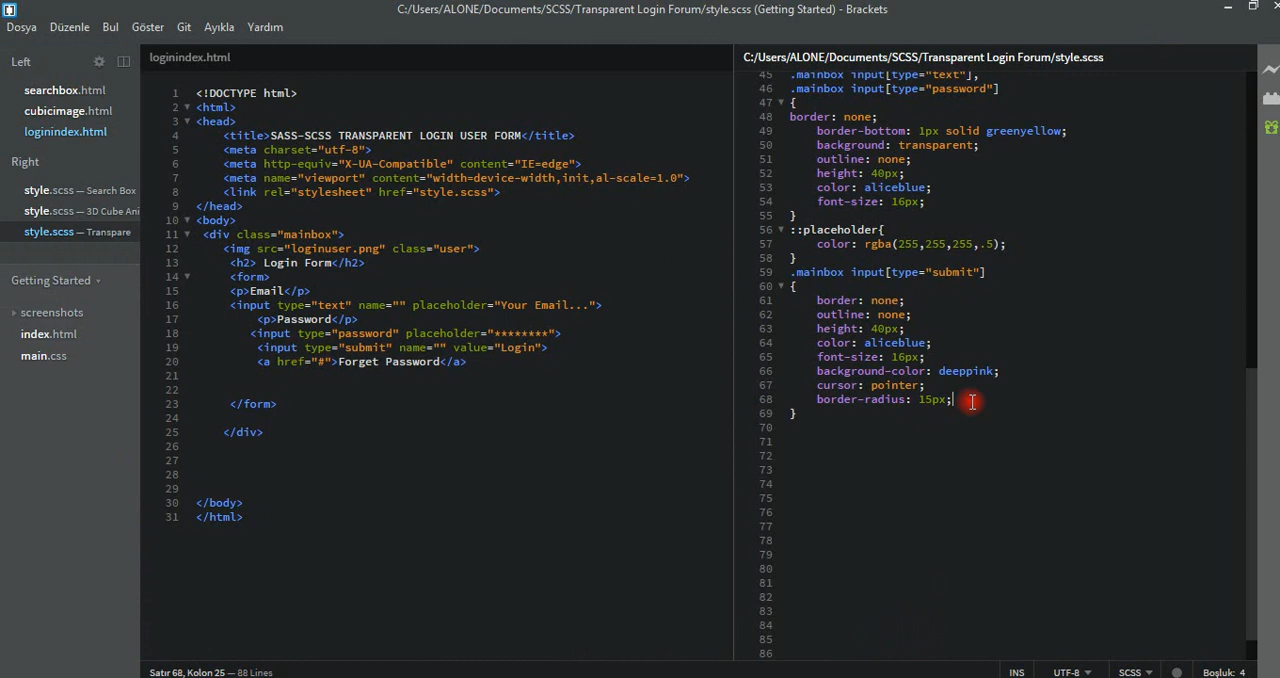 C:/Users/ALONE/Documents/SCSS/Transparent Login Forum/style.scss (Getting Started) - Brackets
Dosya Düzenle Bul Göster Git Ayıkla Yardım
Left
searchbox.html
cubicimage.html
loginindex.html
Right
style.scss — Search Box
style.scss — 3D Cube Ani
style.scss — Transpare
Getting Started
screenshots
index.html
main.css
loginindex.html
1 <!DOCTYPE html>
2 <html>
3 <head>
4 <title>SASS-SCSS TRANSPARENT LOGIN USER FORM</title>
5 <meta charset="utf-8">
6 <meta http-equiv="X-UA-Compatible" content="IE=edge">
7 <meta name="viewport" content="width=device-width,init,al-scale=1.0">
8 <link rel="stylesheet" href="style.scss">
9 </head>
10 <body>
11 <div class="mainbox">
12 <img src="loginuser.png" class="user">
13 <h2> Login Form</h2>
14 <form>
15 <p>Email</p>
16 <input type="text" name="" placeholder="Your Email...">
17 <p>Password</p>
18 <input type="password" placeholder="********">
19 <input type="submit" name="" value="Login">
20 <a href="#">Forget Password</a>
21
22
23 </form>
24
25 </div>
26
27
28
29
30 </body>
31 </html>
C:/Users/ALONE/Documents/SCSS/Transparent Login Forum/style.scss
45 .mainbox input[type="text"],
46 .mainbox input[type="password"]
47 {
48 border: none;
49 border-bottom: 1px solid greenyellow;
50 background: transparent;
51 outline: none;
52 height: 40px;
53 color: aliceblue;
54 font-size: 16px;
55 }
56 ::placeholder{
57 color: rgba(255,255,255,.5);
58 }
59 .mainbox input[type="submit"]
60 {
61 border: none;
62 outline: none;
63 height: 40px;
64 color: aliceblue;
65 font-size: 16px;
66 background-color: deeppink;
67 cursor: pointer;
68 border-radius: 15px;
69 }
70
71
72
73
74
75
76
77
78
79
80
81
82
83
84
85
86
Satır 68, Kolon 25 — 88 Lines
INS UTF-8 SCSS Boşluk: 4